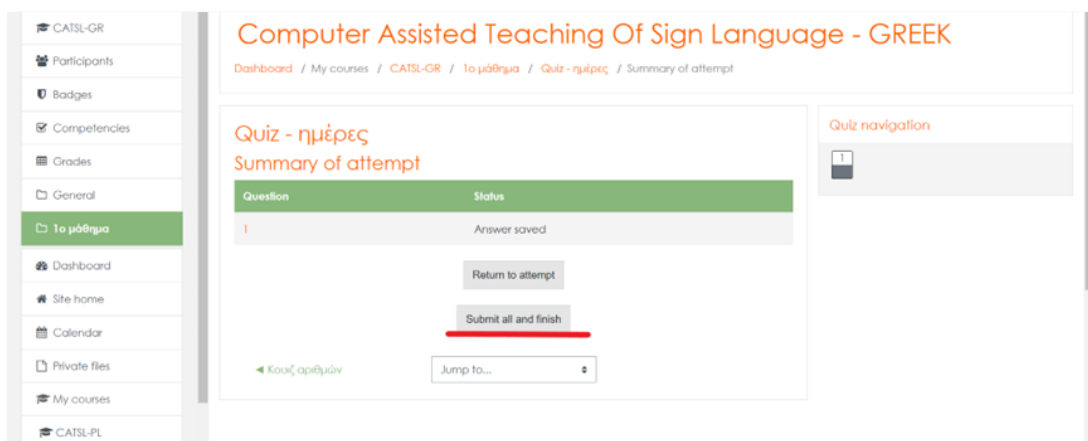 CATSL-GR
Participants
Badges
Competencies
Grades
General
1ο μάθημα
Dashboard
Site home
Calendar
Private files
My courses
CATSL-PL
Computer Assisted Teaching Of Sign Language - GREEK
Dashboard / My courses / CATSL-GR / 1ο μάθημα / Quiz - ημέρες / Summary of attempt
Quiz - ημέρες
Summary of attempt
Question Status
1 Answer saved
Return to attempt
Submit all and finish
◄ Κουίζ αριθμών Jump to...
Quiz navigation
1